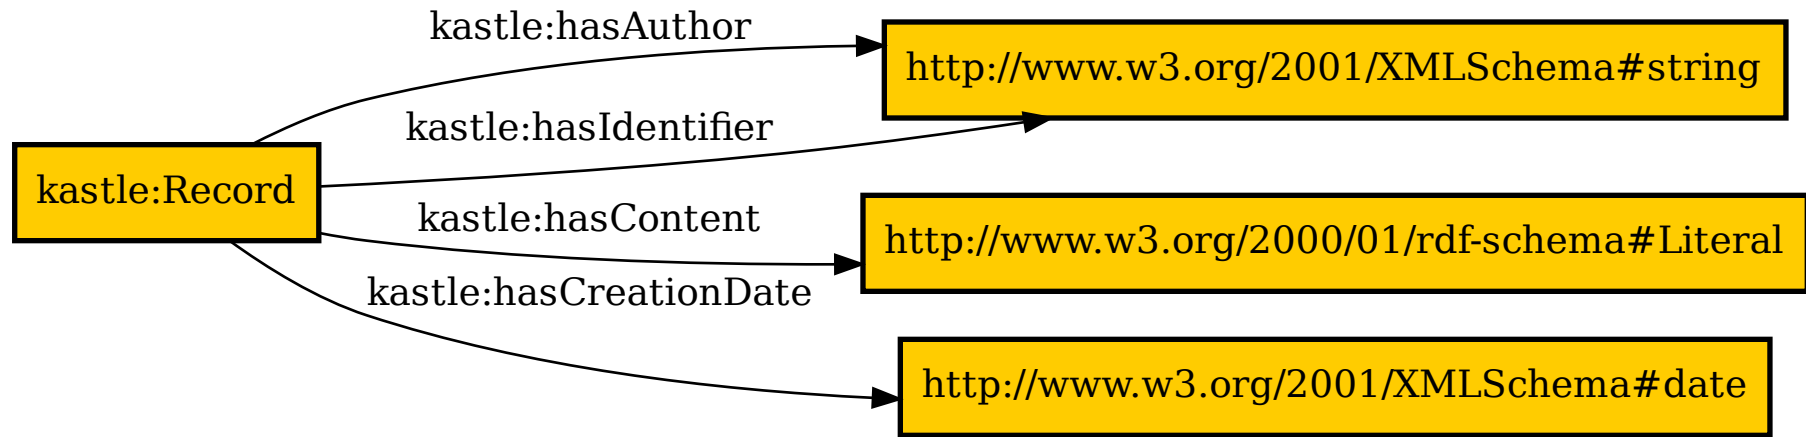 kastle:hasAuthor
http://www.w3.org/2001/XMLSchema#string
kastle:hasIdentifier
kastle:Record
kastle:hasContent
http://www.w3.org/2000/01/rdf-schema#Literal
kastle:hasCreationDate
http://www.w3.org/2001/XMLSchema#date